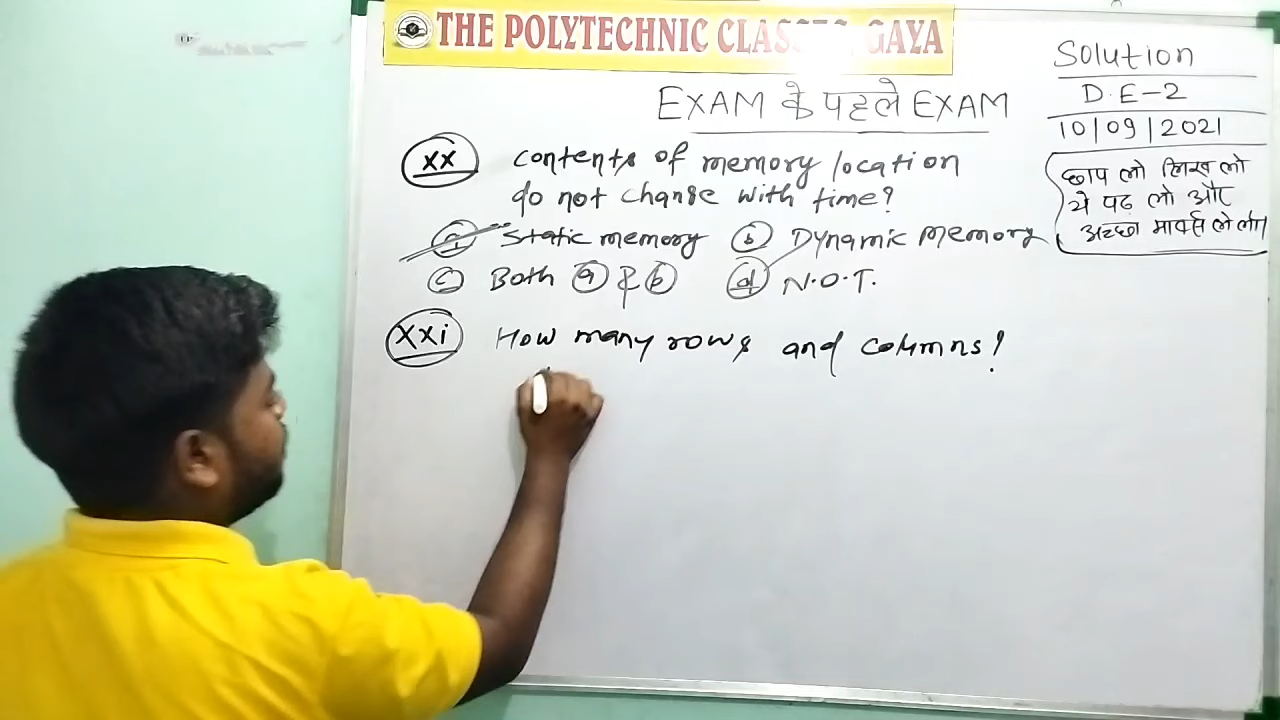 THE POLYTECHNIC CLASSES, GAYA
EXAM के पहले EXAM
Solution
D.E-2
10/09/2021
छाप लो लिख लो
ये पढ़ लो और
अच्छा मार्क्स ले लो।
xx contents of memory location
do not change with time?
a Static memory b Dynamic Memory
c Both a & b d N.O.T.
xxi How many rows and columns?